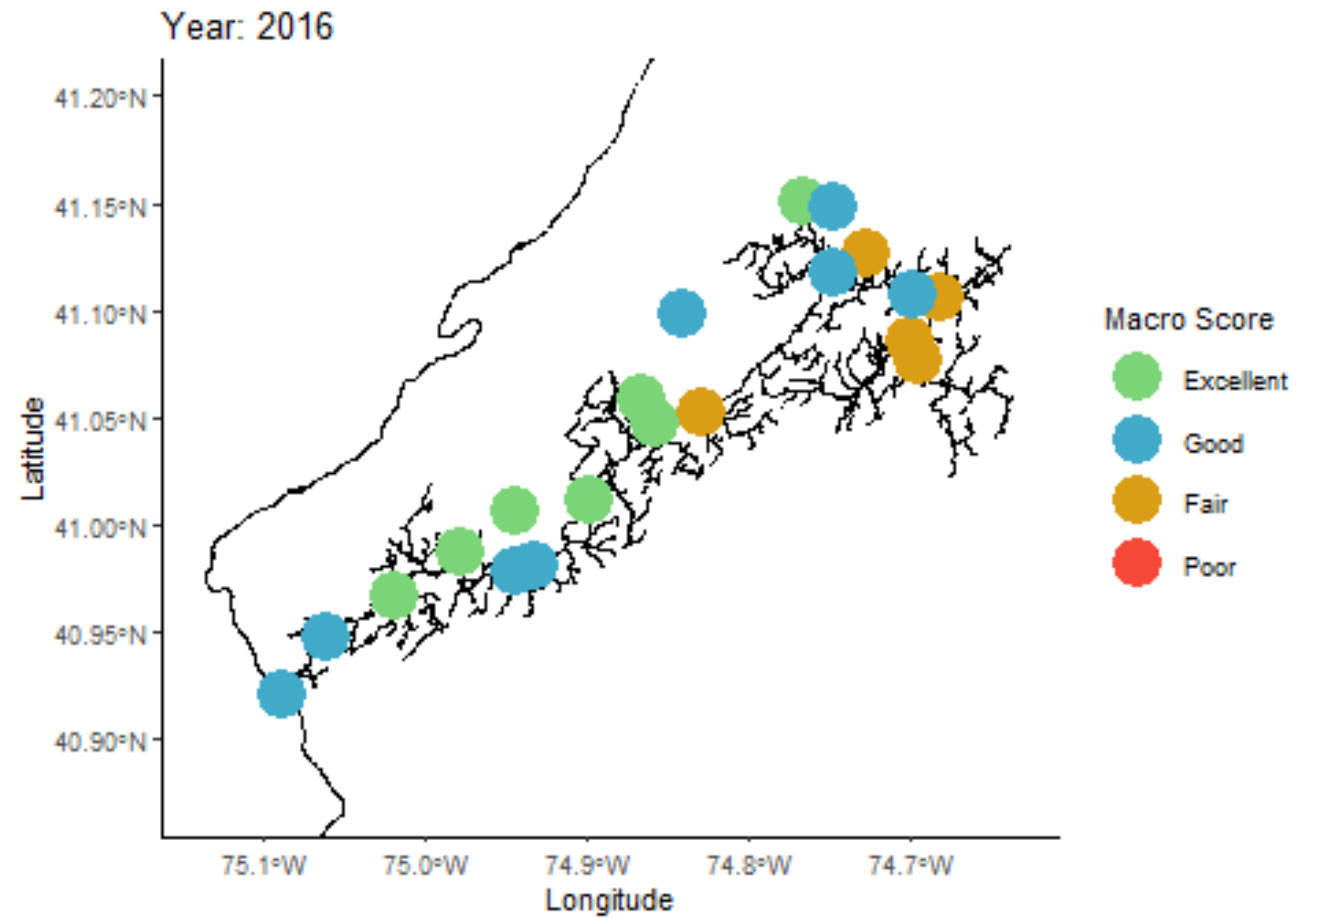 Year: 2016
41.20°N
41.15°N
41.10°N
41.05°N
41.00°N
40.95°N
40.90°N
Latitude
75.1°W 75.0°W 74.9°W 74.8°W 74.7°W
Longitude
Macro Score
Excellent
Good
Fair
Poor